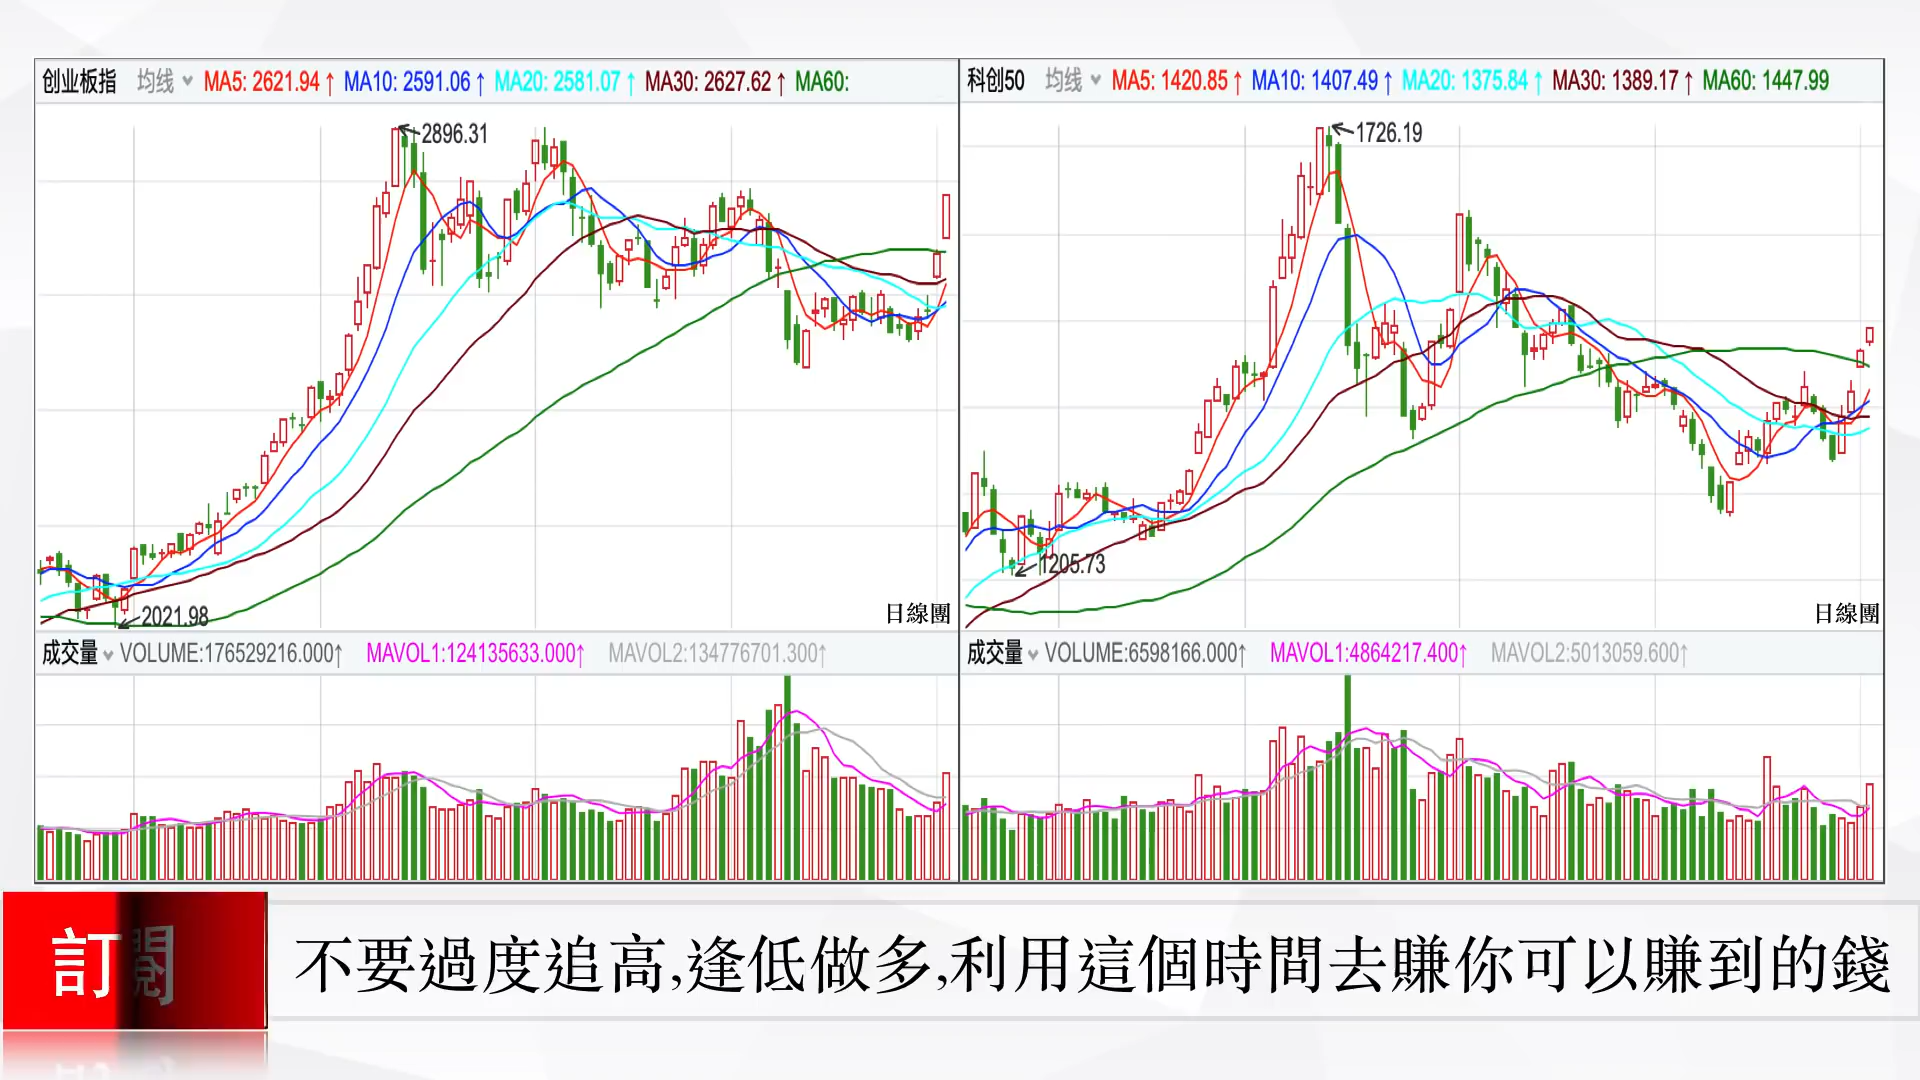 创业板指 均线 MA5: 2621.94↑ MA10: 2591.06↑ MA20: 2581.07↑ MA30: 2627.62↑ MA60:
2896.31
2021.98
日線圖
成交量 VOLUME:176529216.000↑ MAVOL1:124135633.000↑ MAVOL2:134776701.300↑
科创50 均线 MA5: 1420.85↑ MA10: 1407.49↑ MA20: 1375.84↑ MA30: 1389.17↑ MA60: 1447.99
1726.19
1205.73
日線圖
成交量 VOLUME:6598166.000↑ MAVOL1:4864217.400↑ MAVOL2:5013059.600↑
訂閱
不要過度追高,逢低做多,利用這個時間去賺你可以賺到的錢